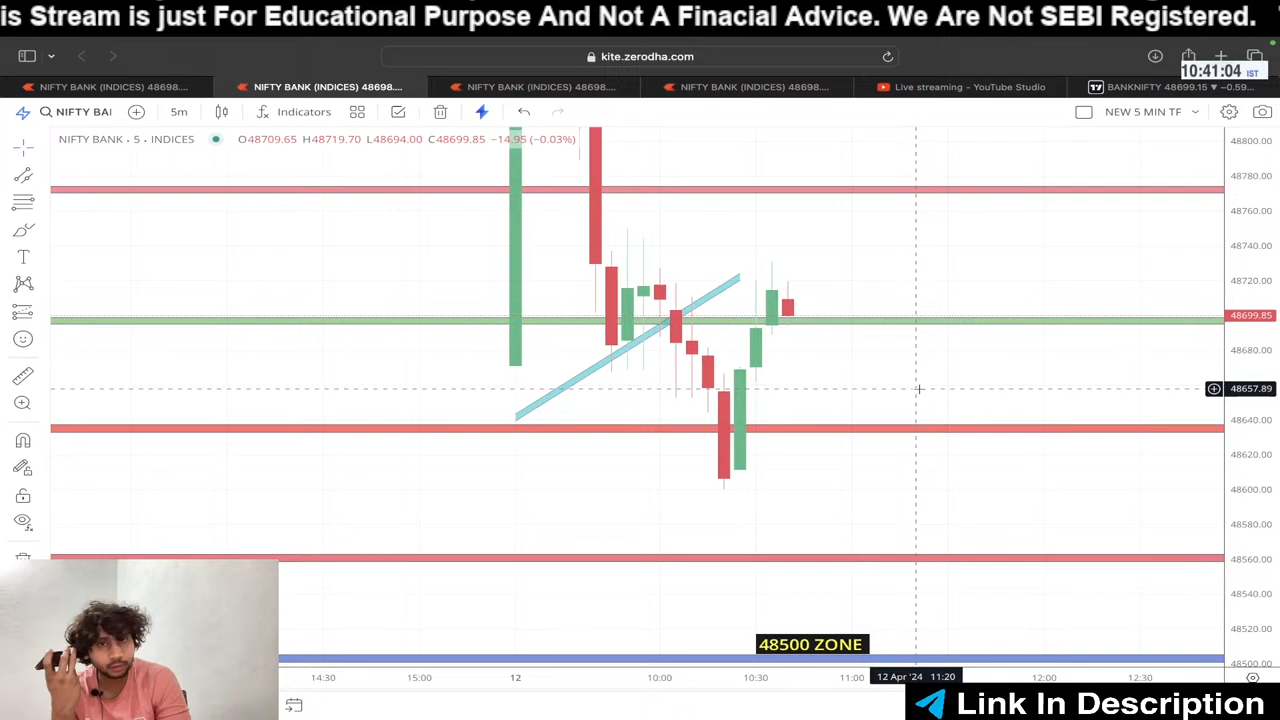 is Stream is just For Educational Purpose And Not A Finacial Advice. We Are Not SEBI Registered.
kite.zerodha.com
10:41:04 IST
NIFTY BANK (INDICES) 48698....
NIFTY BANK (INDICES) 48698....
NIFTY BANK (INDICES) 48698....
NIFTY BANK (INDICES) 48698....
Live streaming – YouTube Studio
BANKNIFTY 48699.15 ▼ −0.59...
NIFTY BAI
5m
Indicators
NEW 5 MIN TF
NIFTY BANK · 5 · INDICES
O48709.65 H48719.70 L48694.00 C48699.85 −14.95 (−0.03%)
48800.00
48780.00
48760.00
48740.00
48720.00
48699.85
48680.00
48657.89
48640.00
48620.00
48600.00
48580.00
48560.00
48540.00
48520.00
48500.00
48500 ZONE
14:30
15:00
12
10:00
10:30
11:00
12 Apr '24 11:20
12:00
12:30
Link In Description